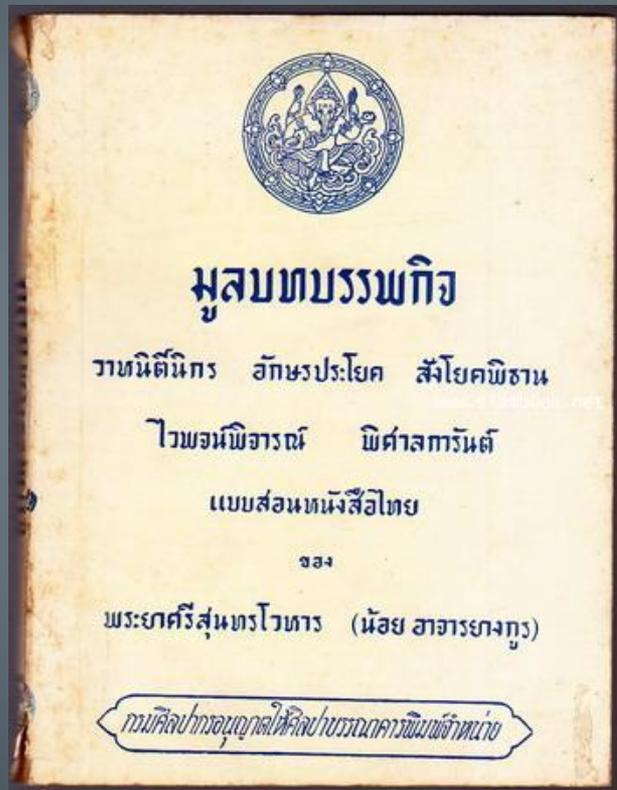 มูลบทบรรพกิจ
วาหนิติ์นิกร อักษรประโยค สังโยคพิธาน
ไวพจน์พิจารณ์ พิศาลการันต์
แบบสอนหนังสือไทย
ของ
พระยาศรีสุนทรโวหาร (น้อย อาจารยางกูร)
กรมศิลปากรอนุญาตให้ศิลปาบรรณาคารพิมพ์จำหน่าย